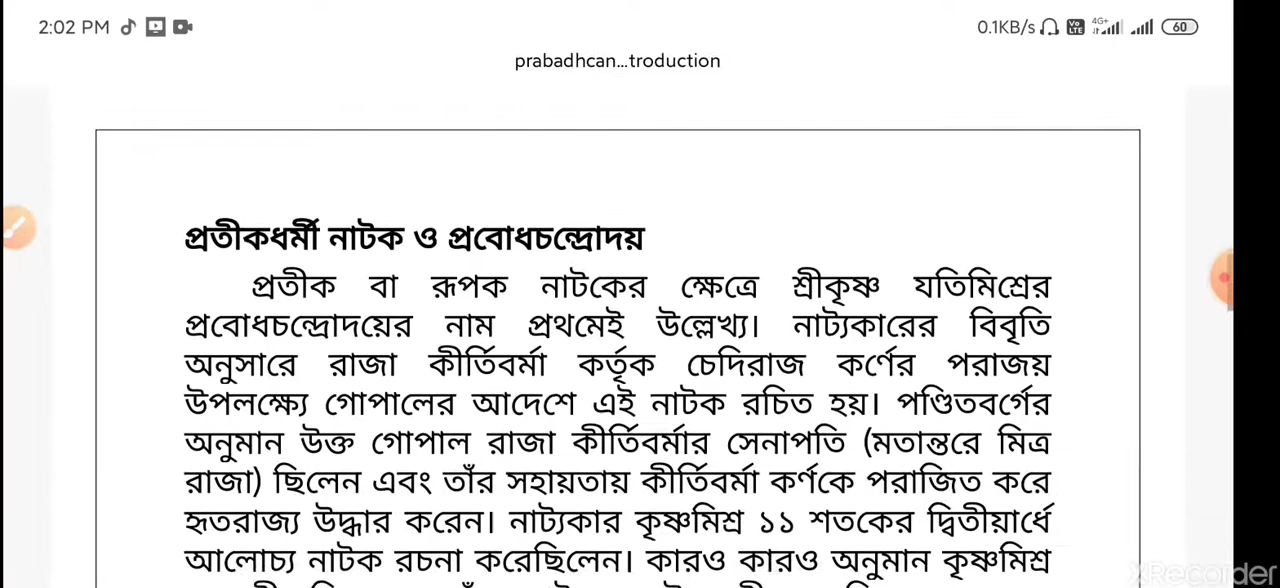 2:02 PM
0.1KB/s Vo LTE 4G+ 60
prabadhcan...troduction
প্রতীকধর্মী নাটক ও প্রবোধচন্দ্রোদয়
প্রতীক বা রূপক নাটকের ক্ষেত্রে শ্রীকৃষ্ণ যতিমিশ্রের
প্রবোধচন্দ্রোদয়ের নাম প্রথমেই উল্লেখ্য। নাট্যকারের বিবৃতি
অনুসারে রাজা কীর্তিবর্মা কর্তৃক চেদিরাজ কর্ণের পরাজয়
উপলক্ষ্যে গোপালের আদেশে এই নাটক রচিত হয়। পণ্ডিতবর্গের
অনুমান উক্ত গোপাল রাজা কীর্তিবর্মার সেনাপতি (মতান্তরে মিত্র
রাজা) ছিলেন এবং তাঁর সহায়তায় কীর্তিবর্মা কর্ণকে পরাজিত করে
হৃতরাজ্য উদ্ধার করেন। নাট্যকার কৃষ্ণমিশ্র ১১ শতকের দ্বিতীয়ার্ধে
আলোচ্য নাটক রচনা করেছিলেন। কারও কারও অনুমান কৃষ্ণমিশ্র
XRecorder